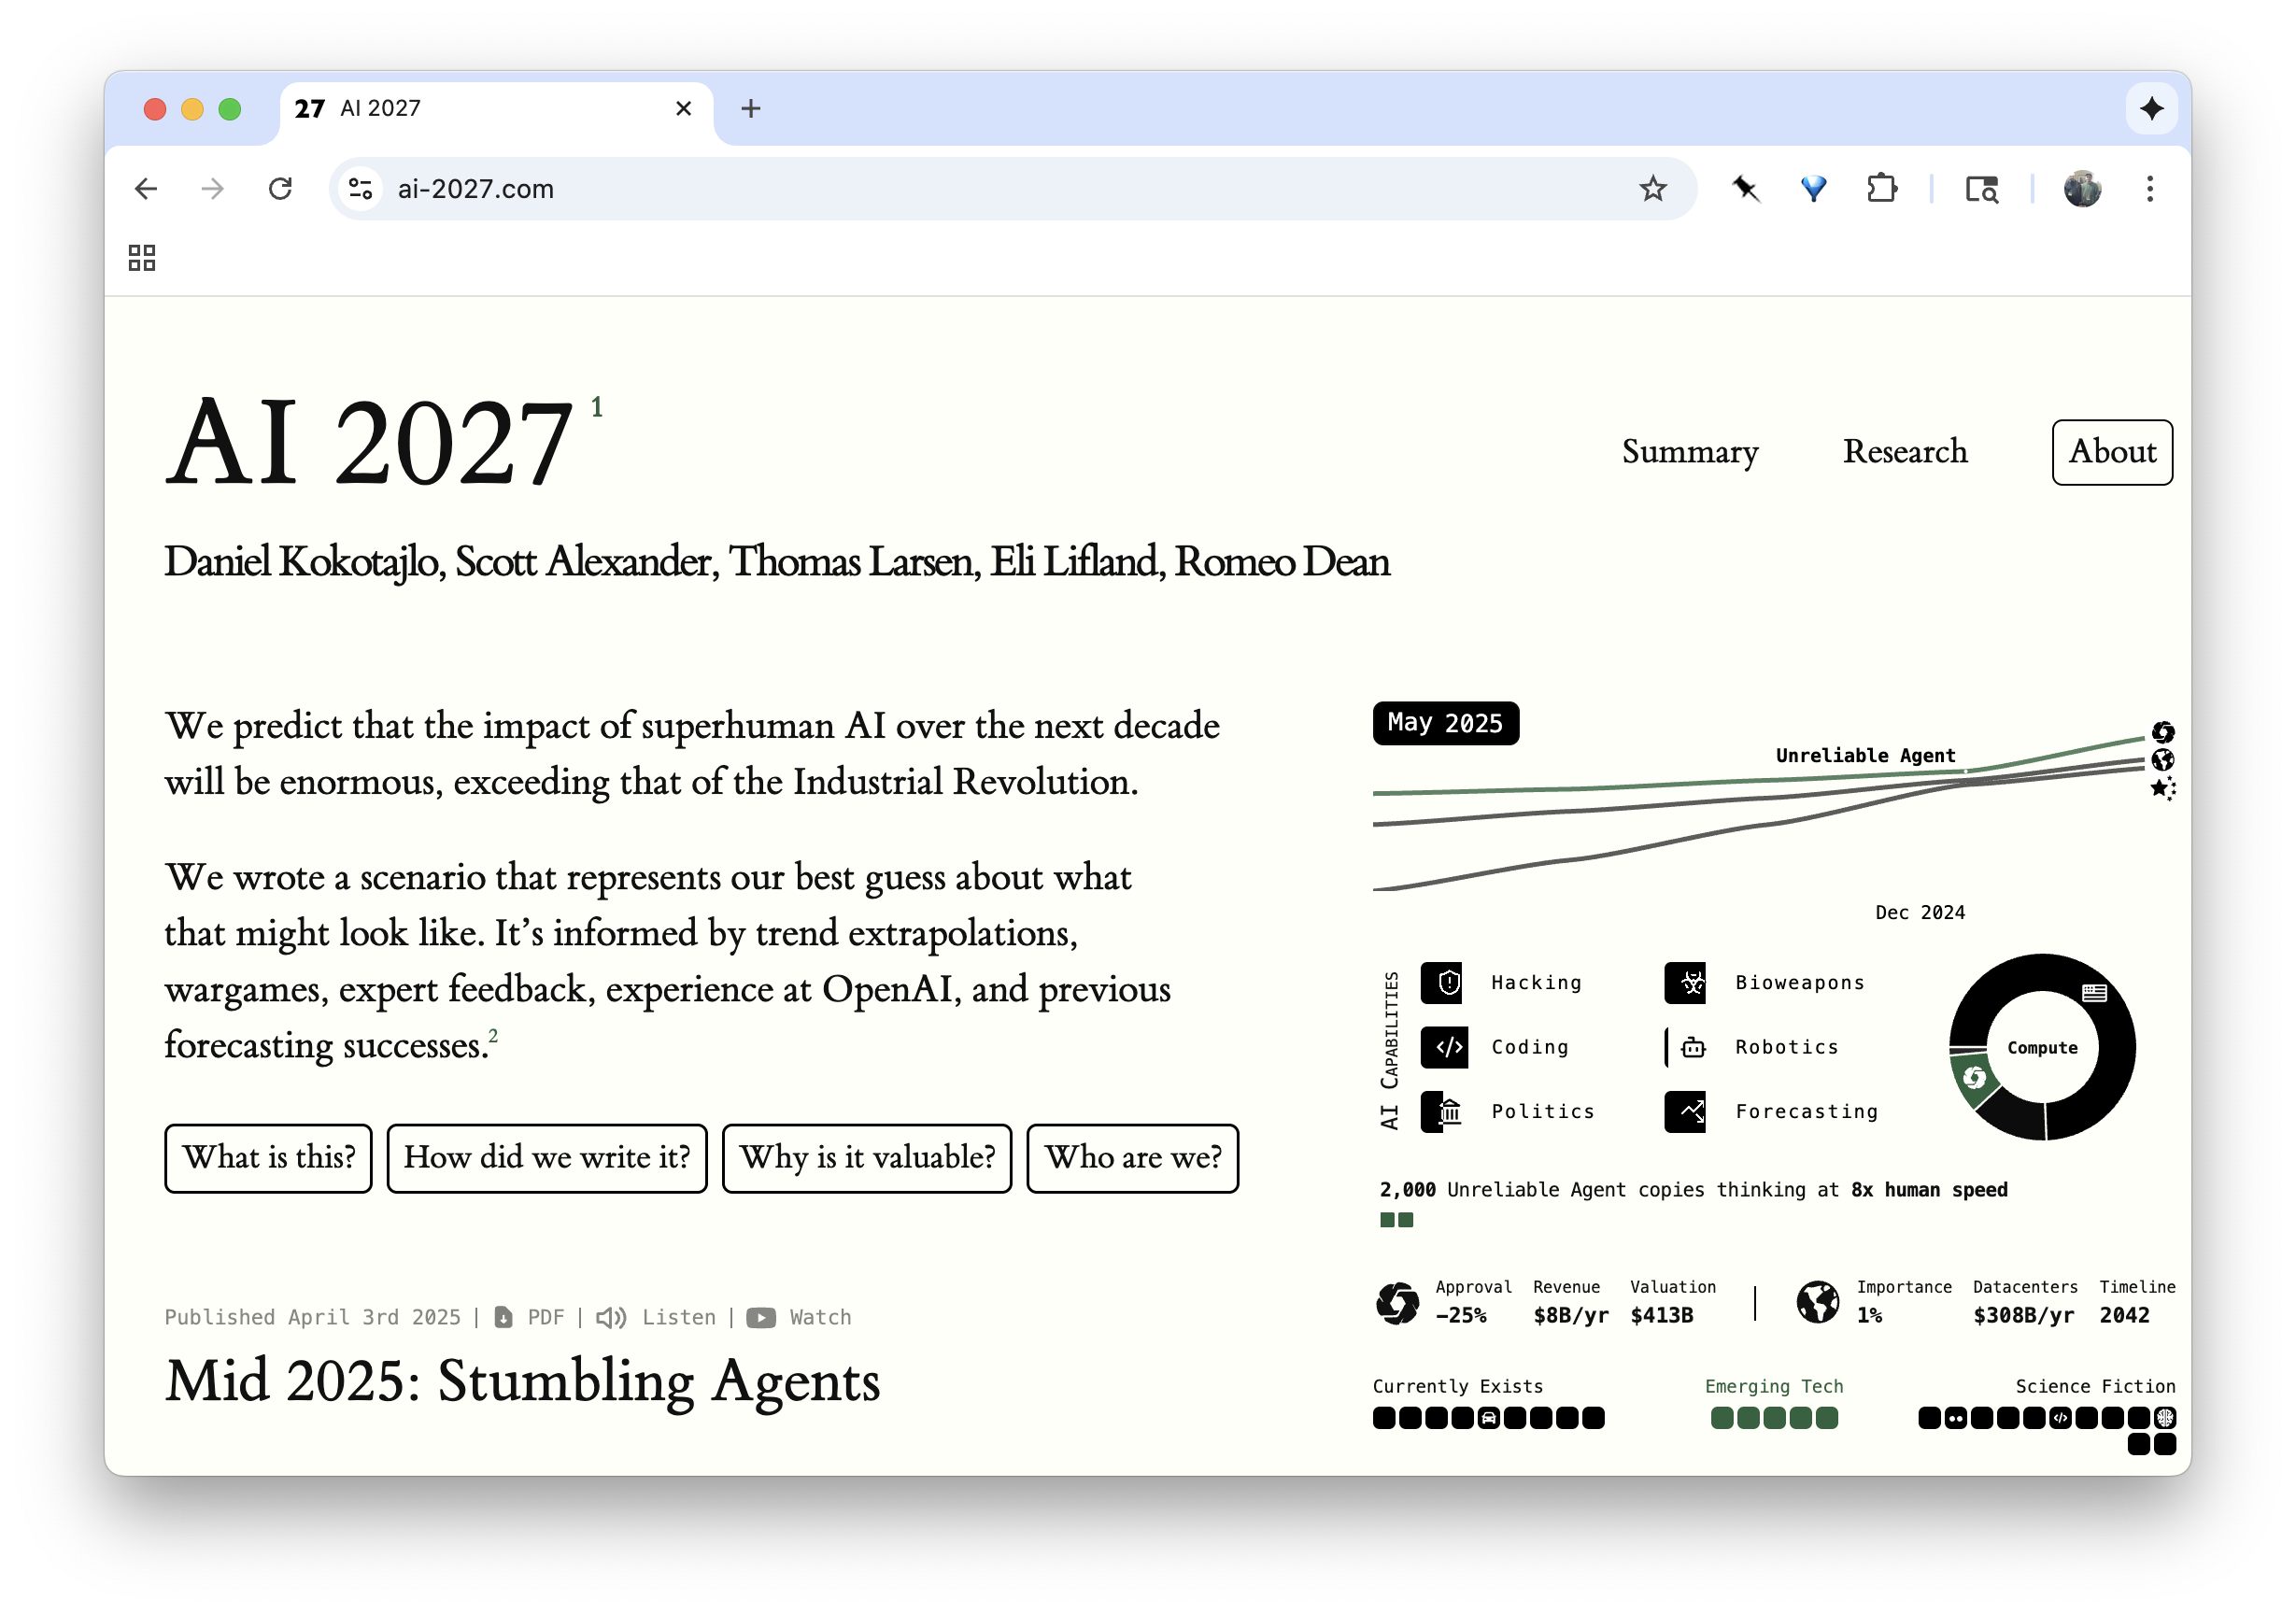 27 AI 2027
ai-2027.com
AI 2027 1
Summary Research About
Daniel Kokotajlo, Scott Alexander, Thomas Larsen, Eli Lifland, Romeo Dean
We predict that the impact of superhuman AI over the next decade
will be enormous, exceeding that of the Industrial Revolution.
We wrote a scenario that represents our best guess about what
that might look like. It’s informed by trend extrapolations,
wargames, expert feedback, experience at OpenAI, and previous
forecasting successes.2
What is this? How did we write it? Why is it valuable? Who are we?
Published April 3rd 2025 | PDF | Listen | Watch
Mid 2025: Stumbling Agents
May 2025
Unreliable Agent
Dec 2024
AI Capabilities
Hacking Bioweapons
Coding Robotics
Politics Forecasting
Compute
2,000 Unreliable Agent copies thinking at 8x human speed
Approval Revenue Valuation | Importance Datacenters Timeline
-25% $8B/yr $413B 1% $308B/yr 2042
Currently Exists Emerging Tech Science Fiction